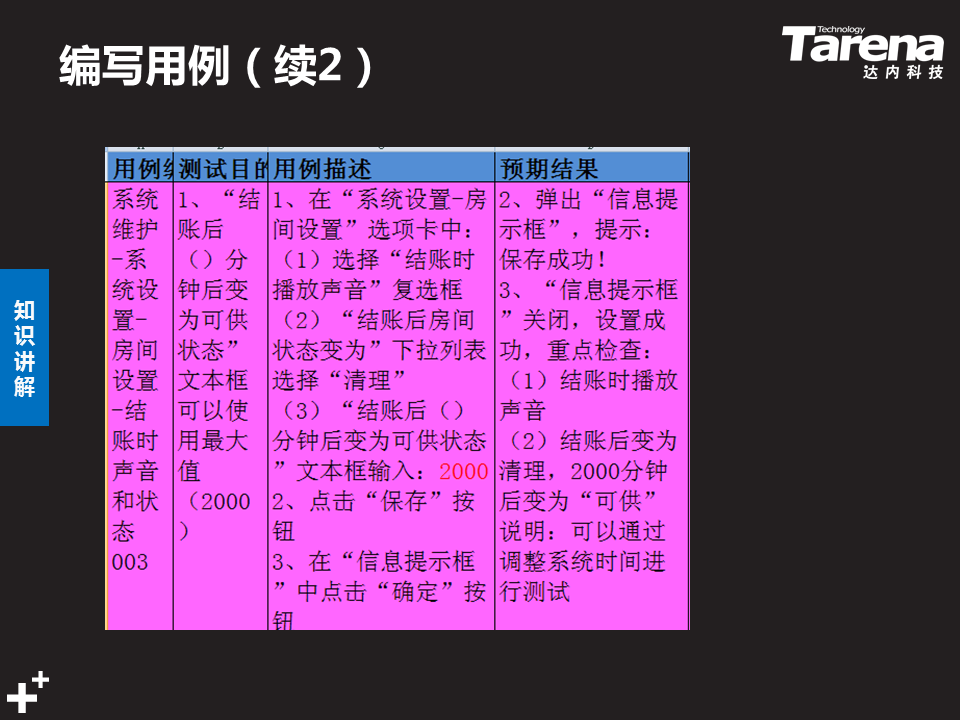 编写用例（续2）
Technology
Tarena
达内科技
知识讲解
用例编 测试目的 用例描述 预期结果
系统
维护
-系
统设
置-
房间
设置
-结
账时
声音
和状
态
003
1、“结
账后
（）分
钟后变
为可供
状态”
文本框
可以使
用最大
值
（2000
）
1、在“系统设置-房
间设置”选项卡中：
（1）选择“结账时
播放声音”复选框
（2）“结账后房间
状态变为”下拉列表
选择“清理”
（3）“结账后（）
分钟后变为可供状态
”文本框输入：2000
2、点击“保存”按
钮
3、在“信息提示框
”中点击“确定”按
钮
2、弹出“信息提
示框”，提示：
保存成功！
3、“信息提示框
”关闭，设置成
功，重点检查：
（1）结账时播放
声音
（2）结账后变为
清理，2000分钟
后变为“可供”
说明：可以通过
调整系统时间进
行测试